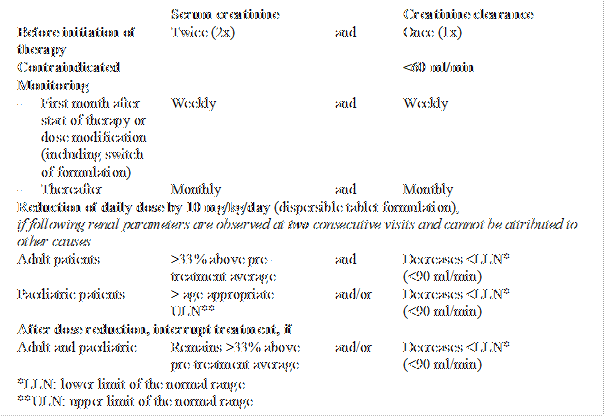 Serum creatinine Creatinine clearance
Before initiation of Twice (2x) and Once (1x)
therapy
Contraindicated <60 ml/min
Monitoring
- First month after Weekly and Weekly
start of therapy or
dose modification
(including switch
of formulation)
- Thereafter Monthly and Monthly
Reduction of daily dose by 10 mg/kg/day (dispersible tablet formulation),
if following renal parameters are observed at two consecutive visits and cannot be attributed to
other causes
Adult patients >33% above pre- and Decreases <LLN*
treatment average (<90 ml/min)
Paediatric patients > age appropriate and/or Decreases <LLN*
ULN** (<90 ml/min)
After dose reduction, interrupt treatment, if
Adult and paediatric Remains >33% above and/or Decreases <LLN*
pre-treatment average (<90 ml/min)
*LLN: lower limit of the normal range
**ULN: upper limit of the normal range